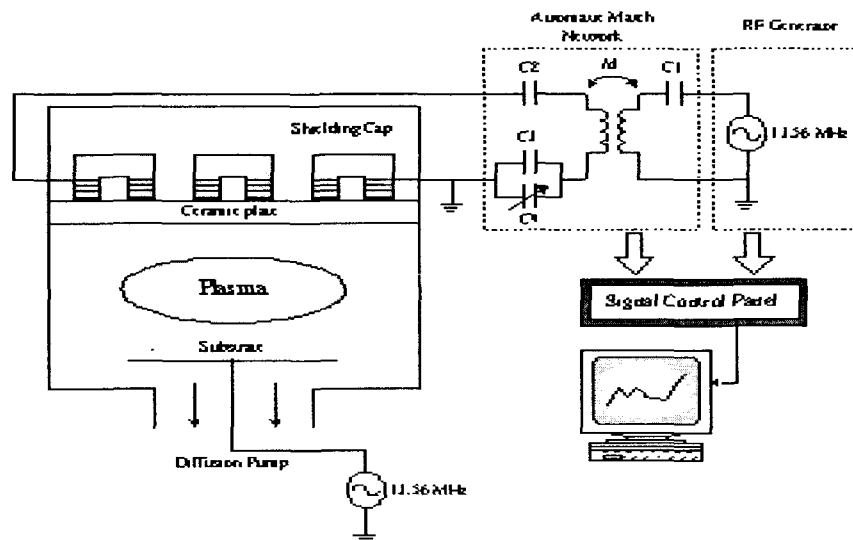 Automatic Match
Network
RF Generator
C2
M
C1
13.56 MHz
Shielding Cap
C3
C4
Ceramic plate
Plasma
Signal Control Panel
Substrate
Diffusion Pump
13.56 MHz